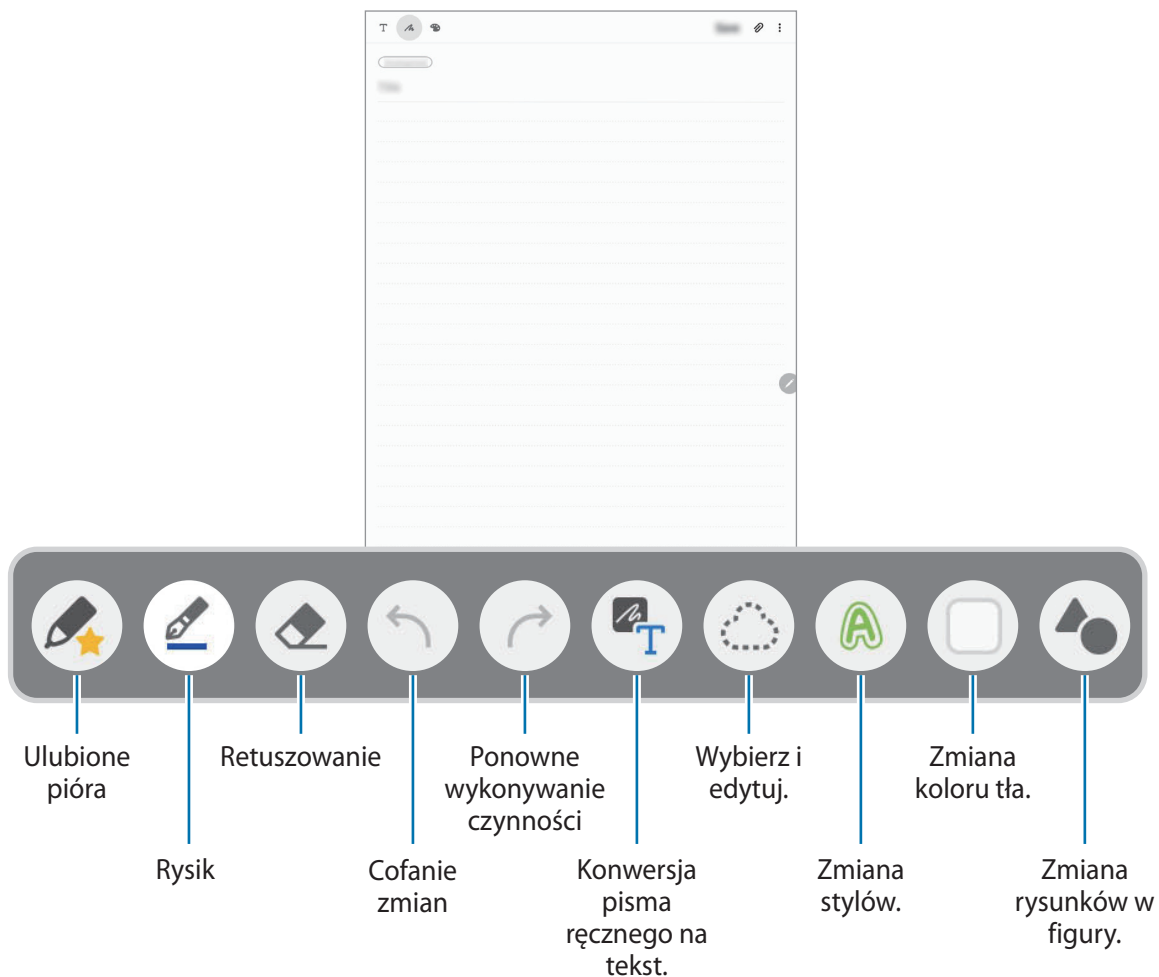 T
Ulubione
pióra
Retuszowanie
Ponowne
wykonywanie
czynności
Wybierz i
edytuj.
Zmiana
koloru tła.
Rysik
Cofanie
zmian
Konwersja
pisma
ręcznego na
tekst.
Zmiana
stylów.
Zmiana
rysunków w
figury.